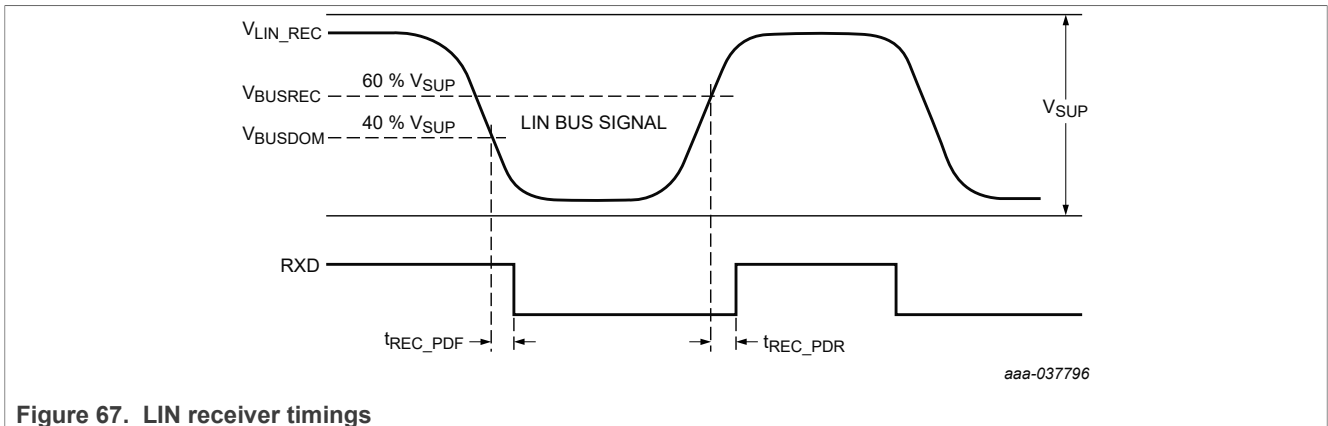 VLIN_REC
60 % VSUP
VBUSREC
VSUP
40 % VSUP
LIN BUS SIGNAL
VBUSDOM
RXD
tREC_PDF
tREC_PDR
aaa-037796
Figure 67. LIN receiver timings